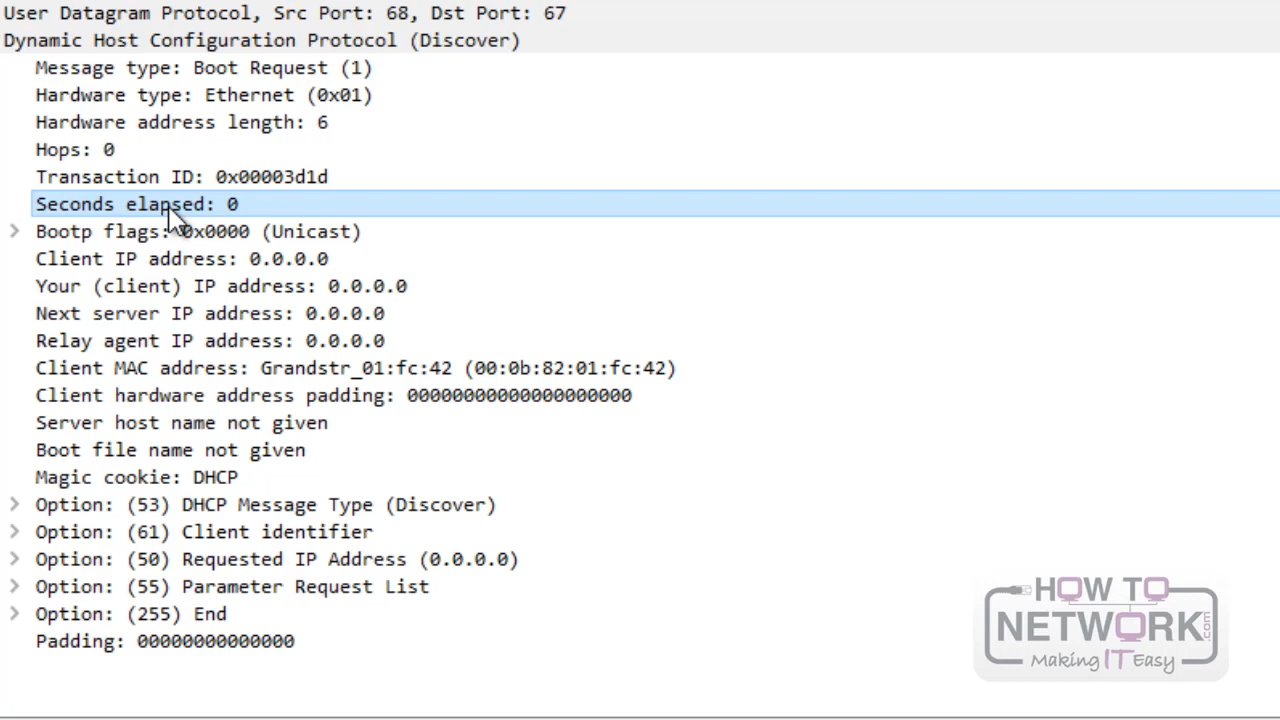 User Datagram Protocol, Src Port: 68, Dst Port: 67
Dynamic Host Configuration Protocol (Discover)
Message type: Boot Request (1)
Hardware type: Ethernet (0x01)
Hardware address length: 6
Hops: 0
Transaction ID: 0x00003d1d
Seconds elapsed: 0
Bootp flags: 0x0000 (Unicast)
Client IP address: 0.0.0.0
Your (client) IP address: 0.0.0.0
Next server IP address: 0.0.0.0
Relay agent IP address: 0.0.0.0
Client MAC address: Grandstr_01:fc:42 (00:0b:82:01:fc:42)
Client hardware address padding: 00000000000000000000
Server host name not given
Boot file name not given
Magic cookie: DHCP
Option: (53) DHCP Message Type (Discover)
Option: (61) Client identifier
Option: (50) Requested IP Address (0.0.0.0)
Option: (55) Parameter Request List
Option: (255) End
Padding: 00000000000000
HOW TO
NETWORK.com
Making IT Easy